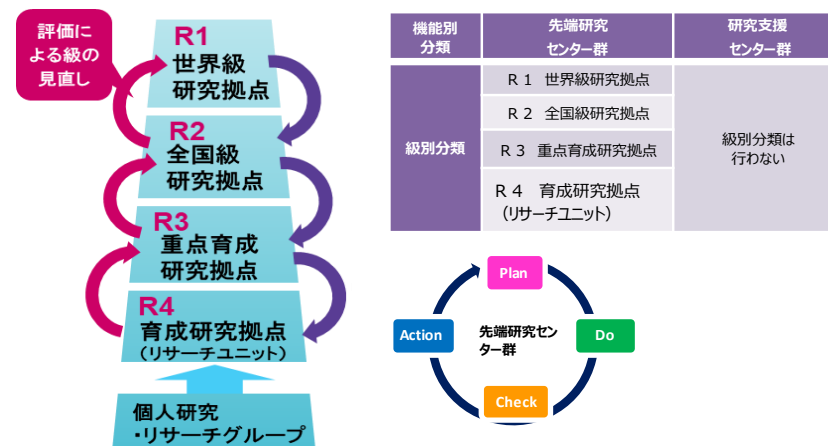 評価に
よる級の
見直し
R1
世界級
研究拠点
R2
全国級
研究拠点
R3
重点育成
研究拠点
R4
育成研究拠点
（リサーチユニット）
個人研究
・リサーチグループ
機能別
分類
先端研究
センター群
研究支援
センター群
級別分類
R 1 世界級研究拠点
R 2 全国級研究拠点
R 3 重点育成研究拠点
R 4 育成研究拠点
（リサーチユニット）
級別分類は
行わない
Plan
Action
先端研究セン
ター群
Do
Check